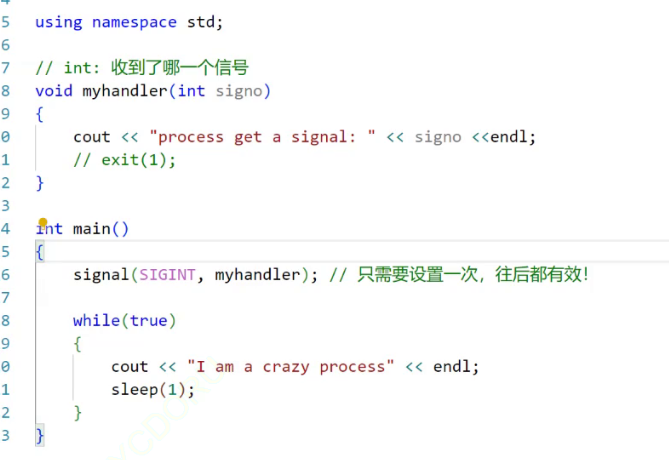 4
5 using namespace std;
6
7 // int: 收到了哪一个信号
8 void myhandler(int signo)
9 {
0     cout << "process get a signal: " << signo <<endl;
1     // exit(1);
2 }
3
4 int main()
5 {
6     signal(SIGINT, myhandler); // 只需要设置一次，往后都有效！
7
8     while(true)
9     {
0         cout << "I am a crazy process" << endl;
1         sleep(1);
2     }
3 }